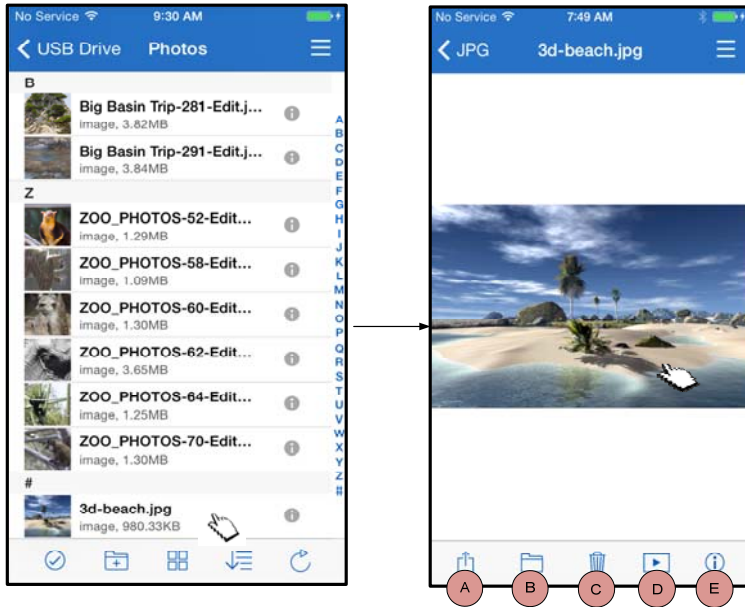 No Service 9:30 AM
USB Drive Photos
B
Big Basin Trip-281-Edit.j...
image, 3.82MB
Big Basin Trip-291-Edit.j...
image, 3.84MB
Z
ZOO_PHOTOS-52-Edit...
image, 1.29MB
ZOO_PHOTOS-58-Edit...
image, 1.09MB
ZOO_PHOTOS-60-Edit...
image, 1.30MB
ZOO_PHOTOS-62-Edit...
image, 3.65MB
ZOO_PHOTOS-64-Edit...
image, 1.25MB
ZOO_PHOTOS-70-Edit...
image, 1.30MB
#
3d-beach.jpg
image, 980.33KB
A
B
C
D
E
F
G
H
I
J
K
L
M
N
O
P
Q
R
S
T
U
V
W
X
Y
Z
#
No Service 7:49 AM
JPG 3d-beach.jpg
A B C D E